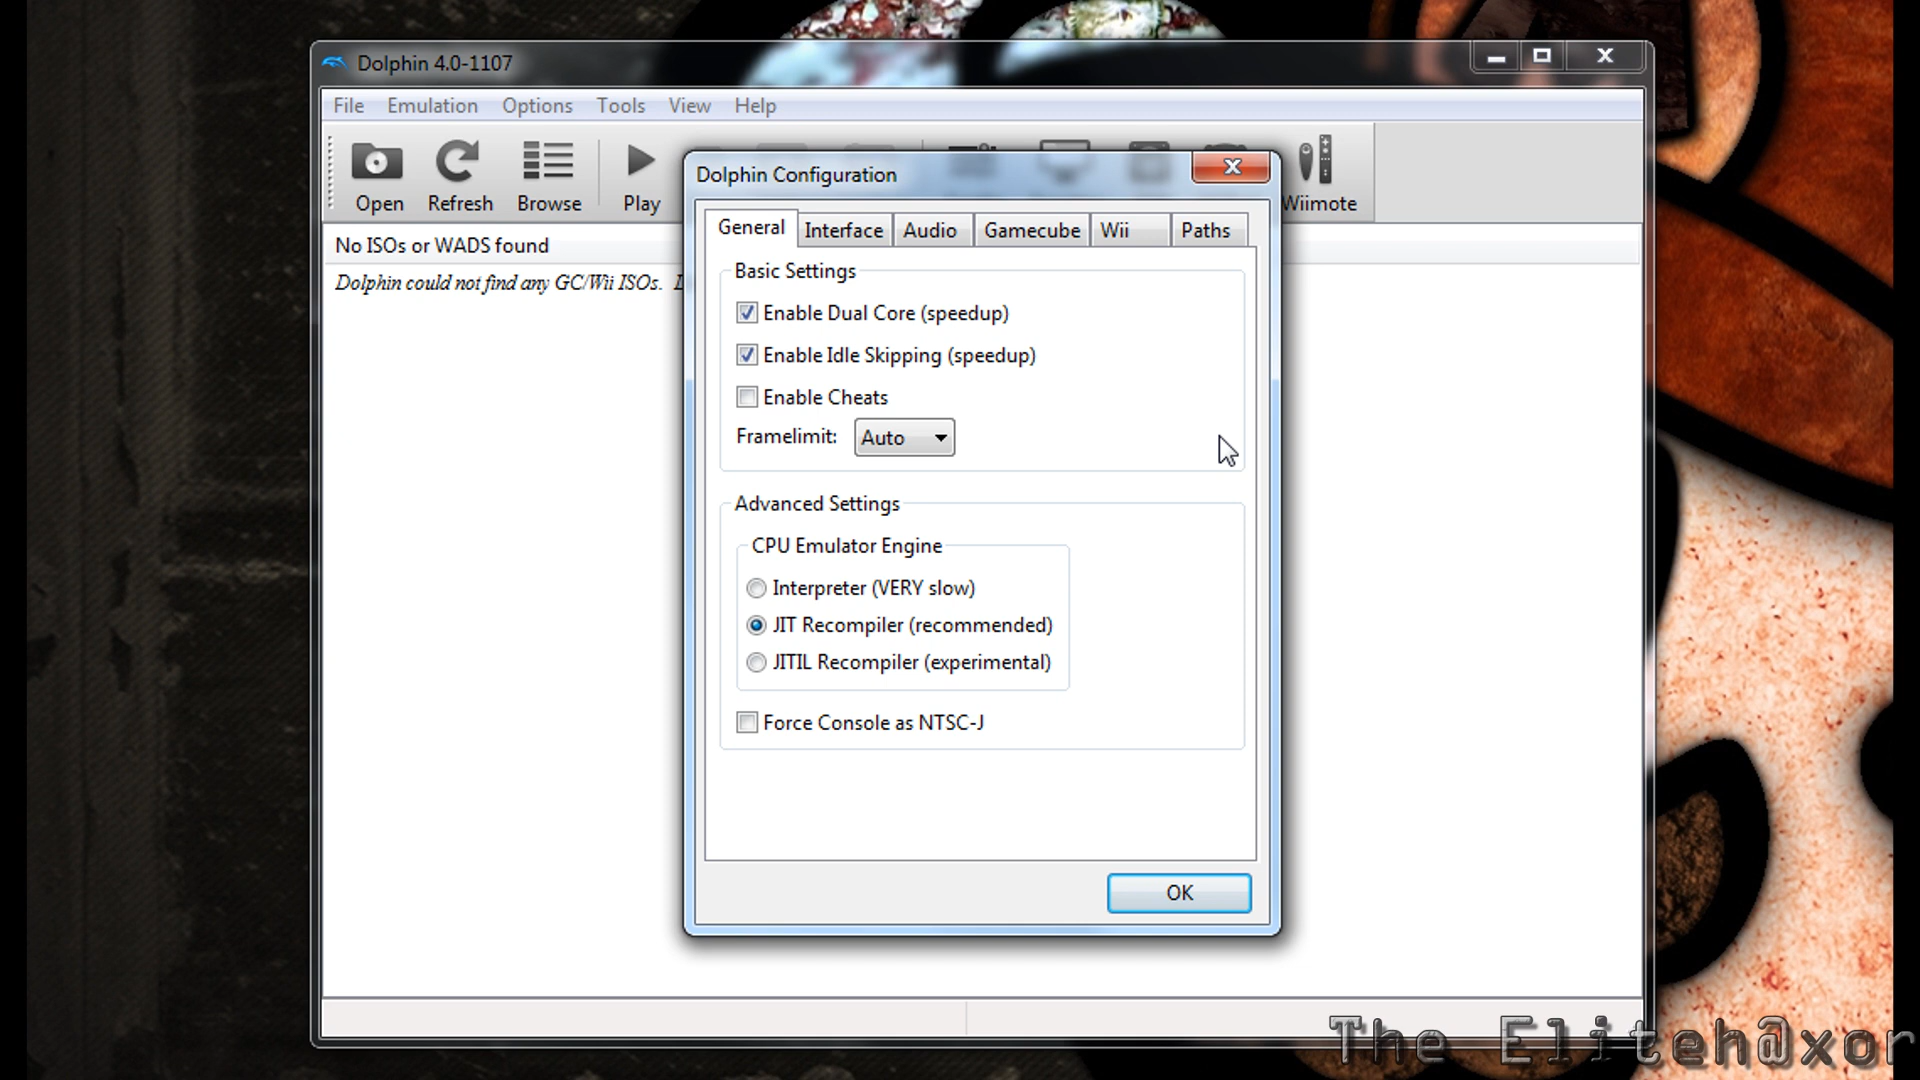 Dolphin 4.0-1107
File Emulation Options Tools View Help
Open Refresh Browse Play Wiimote
No ISOs or WADS found
Dolphin could not find any GC/Wii ISOs.
Dolphin Configuration
General Interface Audio Gamecube Wii Paths
Basic Settings
Enable Dual Core (speedup)
Enable Idle Skipping (speedup)
Enable Cheats
Framelimit: Auto
Advanced Settings
CPU Emulator Engine
Interpreter (VERY slow)
JIT Recompiler (recommended)
JITIL Recompiler (experimental)
Force Console as NTSC-J
OK
The Eliteh@xor